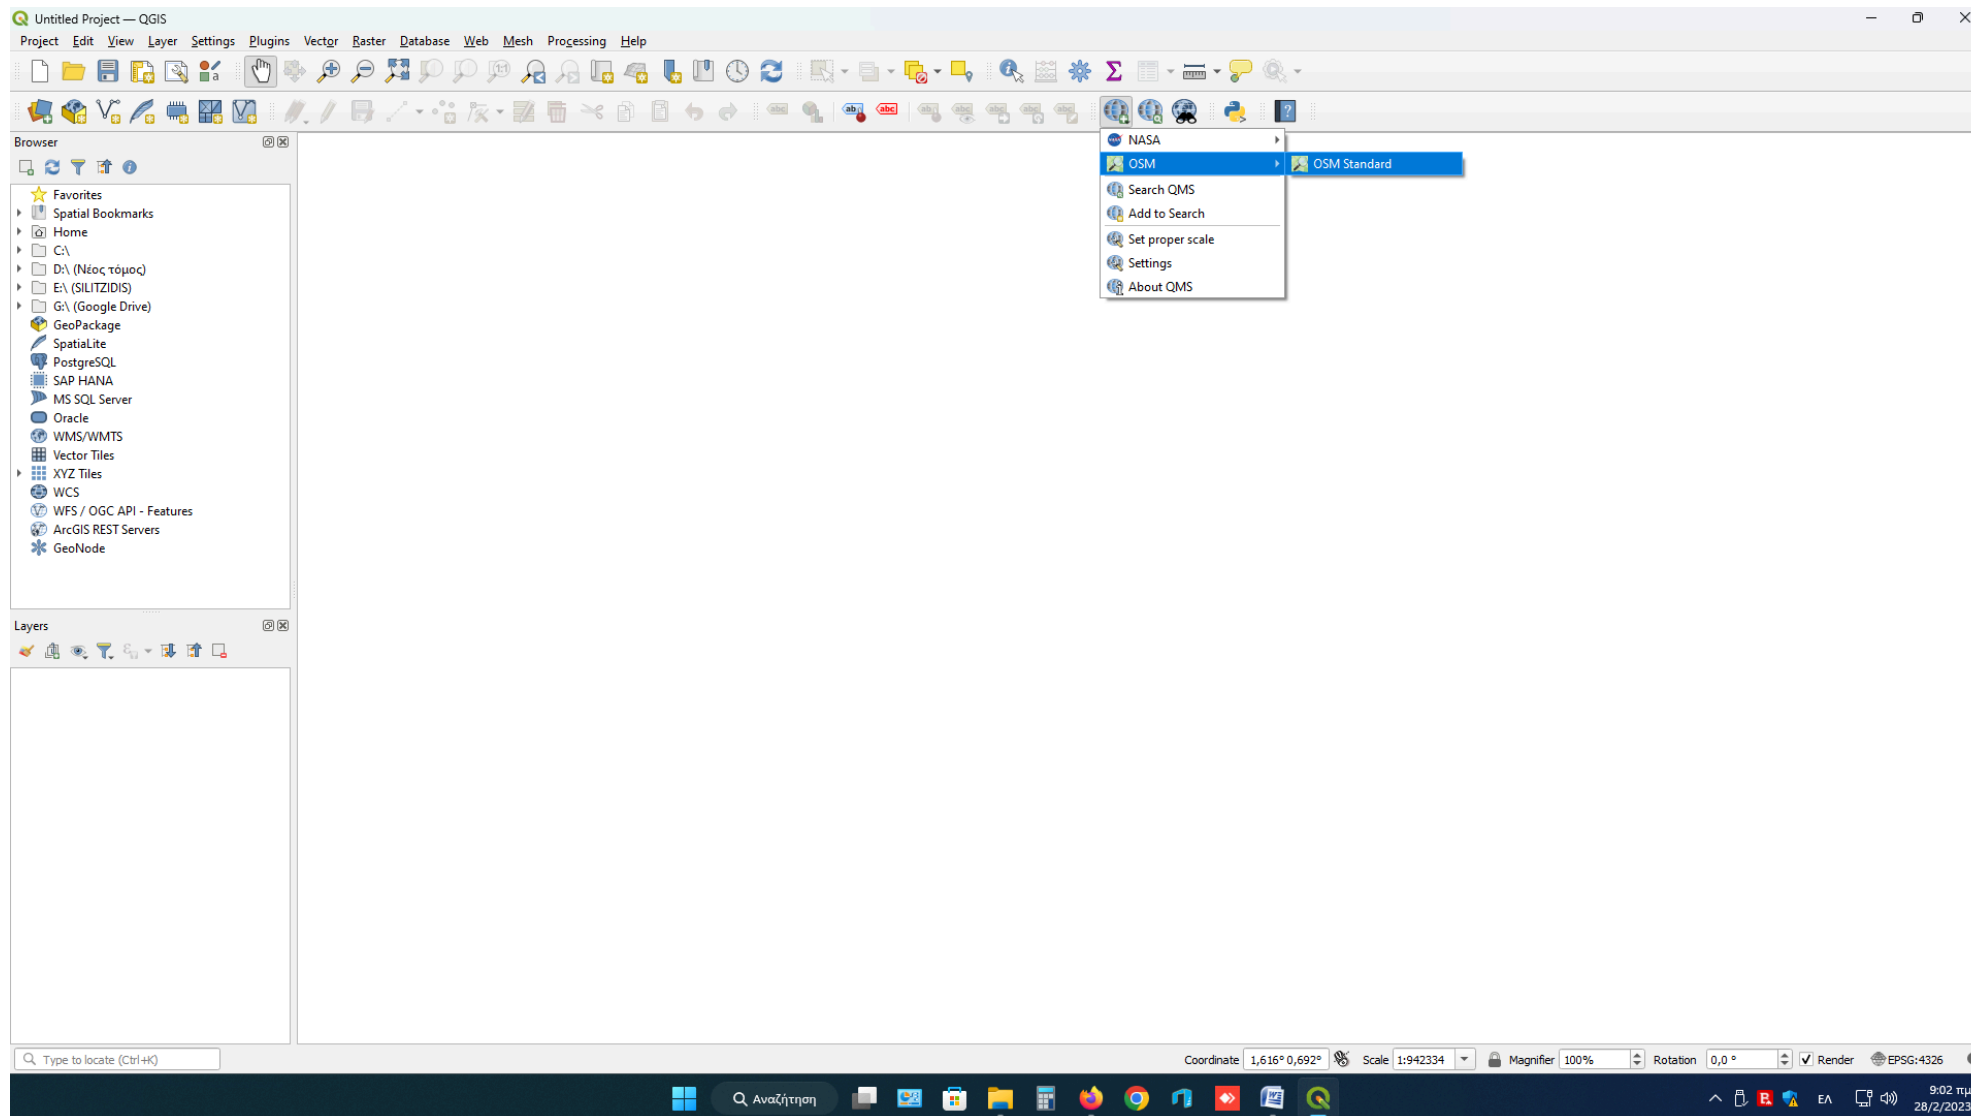 Untitled Project — QGIS
Project Edit View Layer Settings Plugins Vector Raster Database Web Mesh Processing Help
Browser
Favorites
Spatial Bookmarks
Home
C:\
D:\ (Νέος τόμος)
E:\ (SILITZIDIS)
G:\ (Google Drive)
GeoPackage
SpatiaLite
PostgreSQL
SAP HANA
MS SQL Server
Oracle
WMS/WMTS
Vector Tiles
XYZ Tiles
WCS
WFS / OGC API - Features
ArcGIS REST Servers
GeoNode
NASA
OSM
OSM Standard
Search QMS
Add to Search
Set proper scale
Settings
About QMS
Layers
Type to locate (Ctrl+K)
Coordinate 1,616° 0,692° Scale 1:942334 Magnifier 100% Rotation 0,0 ° Render EPSG:4326
Αναζήτηση
ΕΛ
9:02 πμ
28/2/2023